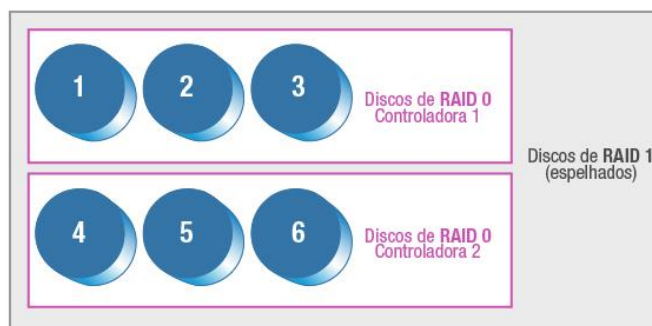 1 2 3
Discos de RAID 0
Controladora 1
Discos de RAID 1
(espelhados)
4 5 6
Discos de RAID 0
Controladora 2